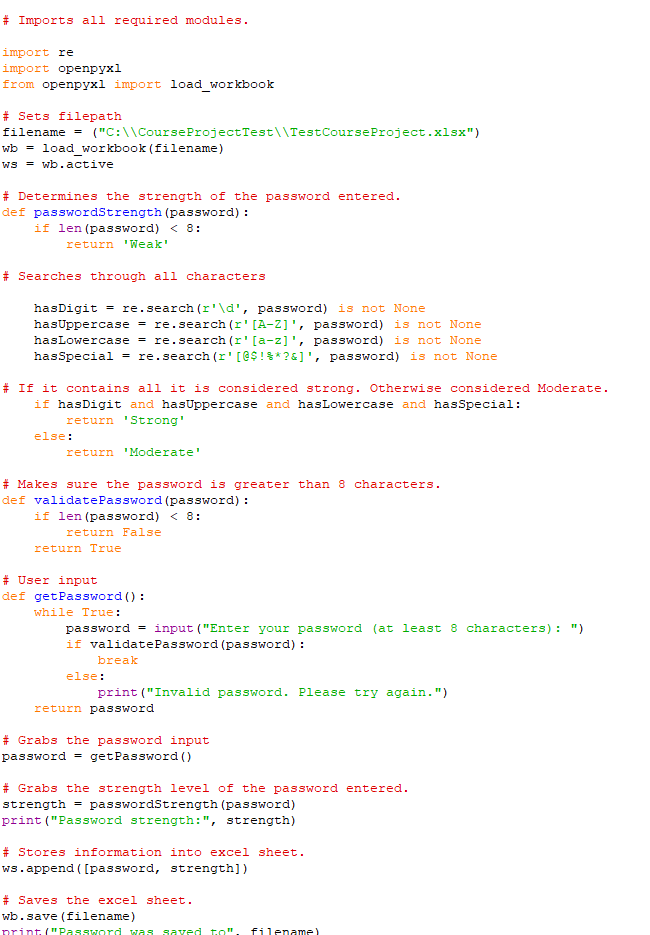 # Imports all required modules.

import re
import openpyxl
from openpyxl import load_workbook

# Sets filepath
filename = ("C:\\CourseProjectTest\\TestCourseProject.xlsx")
wb = load_workbook(filename)
ws = wb.active

# Determines the strength of the password entered.
def passwordStrength(password):
    if len(password) < 8:
        return 'Weak'

# Searches through all characters

    hasDigit = re.search(r'\d', password) is not None
    hasUppercase = re.search(r'[A-Z]', password) is not None
    hasLowercase = re.search(r'[a-z]', password) is not None
    hasSpecial = re.search(r'[@$!%*?&]', password) is not None

# If it contains all it is considered strong. Otherwise considered Moderate.
    if hasDigit and hasUppercase and hasLowercase and hasSpecial:
        return 'Strong'
    else:
        return 'Moderate'

# Makes sure the password is greater than 8 characters.
def validatePassword(password):
    if len(password) < 8:
        return False
    return True

# User input
def getPassword():
    while True:
        password = input("Enter your password (at least 8 characters): ")
        if validatePassword(password):
            break
        else:
            print("Invalid password. Please try again.")
    return password

# Grabs the password input
password = getPassword()

# Grabs the strength level of the password entered.
strength = passwordStrength(password)
print("Password strength:", strength)

# Stores information into excel sheet.
ws.append([password, strength])

# Saves the excel sheet.
wb.save(filename)
print("Password was saved to", filename)